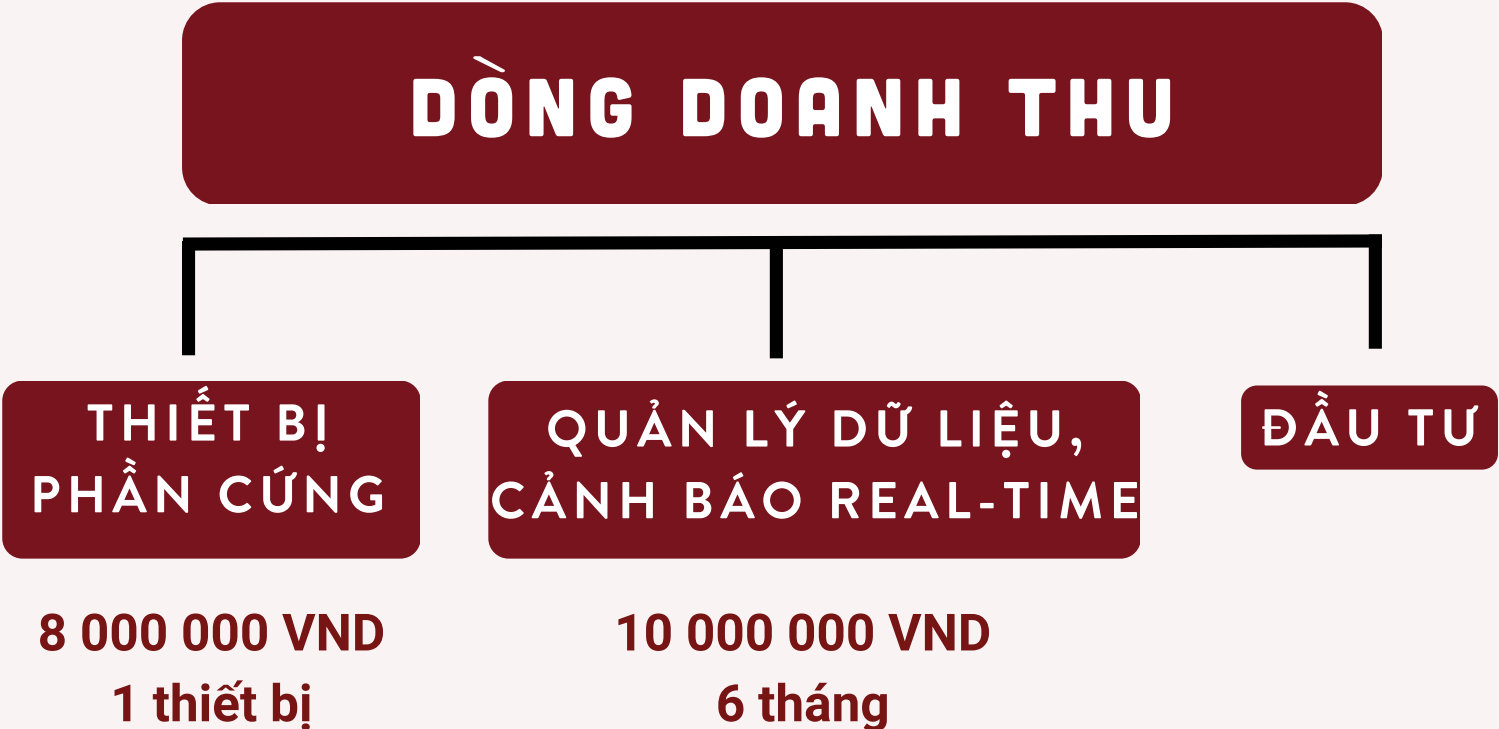 DÒNG DOANH THU
THIẾT BỊ
PHẦN CỨNG
QUẢN LÝ DỮ LIỆU,
CẢNH BÁO REAL-TIME
ĐẦU TƯ
8 000 000 VND
1 thiết bị
10 000 000 VND
6 tháng